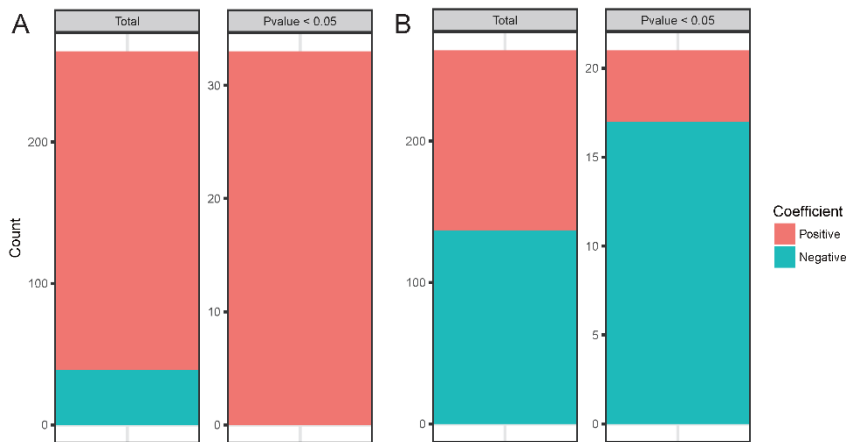 A
Total
Pvalue < 0.05
B
Total
Pvalue < 0.05
Count
200
100
0
30
20
10
0
200
100
0
20
15
10
5
0
Coefficient
Positive
Negative